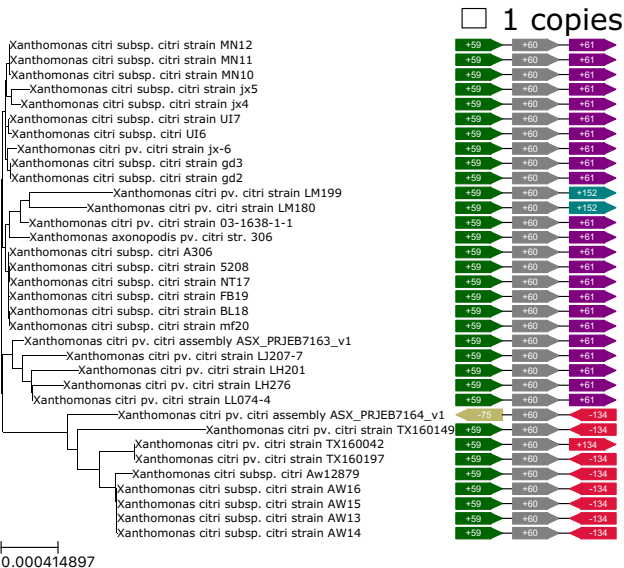 1 copies
Xanthomonas citri subsp. citri strain MN12 +59 +60 +61
Xanthomonas citri subsp. citri strain MN11 +59 +60 +61
Xanthomonas citri subsp. citri strain MN10 +59 +60 +61
Xanthomonas citri subsp. citri strain jx5 +59 +60 +61
Xanthomonas citri subsp. citri strain jx4 +59 +60 +61
Xanthomonas citri subsp. citri strain UI7 +59 +60 +61
Xanthomonas citri subsp. citri UI6 +59 +60 +61
Xanthomonas citri pv. citri strain jx-6 +59 +60 +61
Xanthomonas citri subsp. citri strain gd3 +59 +60 +61
Xanthomonas citri subsp. citri strain gd2 +59 +60 +61
Xanthomonas citri pv. citri strain LM199 +59 +60 +152
Xanthomonas citri pv. citri strain LM180 +59 +60 +152
Xanthomonas citri pv. citri strain 03-1638-1-1 +59 +60 +61
Xanthomonas axonopodis pv. citri str. 306 +59 +60 +61
Xanthomonas citri subsp. citri A306 +59 +60 +61
Xanthomonas citri subsp. citri strain 5208 +59 +60 +61
Xanthomonas citri subsp. citri strain NT17 +59 +60 +61
Xanthomonas citri subsp. citri strain FB19 +59 +60 +61
Xanthomonas citri subsp. citri strain BL18 +59 +60 +61
Xanthomonas citri subsp. citri strain mf20 +59 +60 +61
Xanthomonas citri pv. citri assembly ASX_PRJEB7163_v1 +59 +60 +61
Xanthomonas citri pv. citri strain LJ207-7 +59 +60 +61
Xanthomonas citri pv. citri strain LH201 +59 +60 +61
Xanthomonas citri pv. citri strain LH276 +59 +60 +61
Xanthomonas citri pv. citri strain LL074-4 +59 +60 +61
Xanthomonas citri pv. citri assembly ASX_PRJEB7164_v1 -75 +60 -134
Xanthomonas citri pv. citri strain TX160149 +59 +60 -134
Xanthomonas citri pv. citri strain TX160042 +59 +60 +134
Xanthomonas citri pv. citri strain TX160197 +59 +60 -134
Xanthomonas citri subsp. citri Aw12879 +59 +60 -134
Xanthomonas citri subsp. citri strain AW16 +59 +60 -134
Xanthomonas citri subsp. citri strain AW15 +59 +60 -134
Xanthomonas citri subsp. citri strain AW13 +59 +60 -134
Xanthomonas citri subsp. citri strain AW14 +59 +60 -134
0.000414897